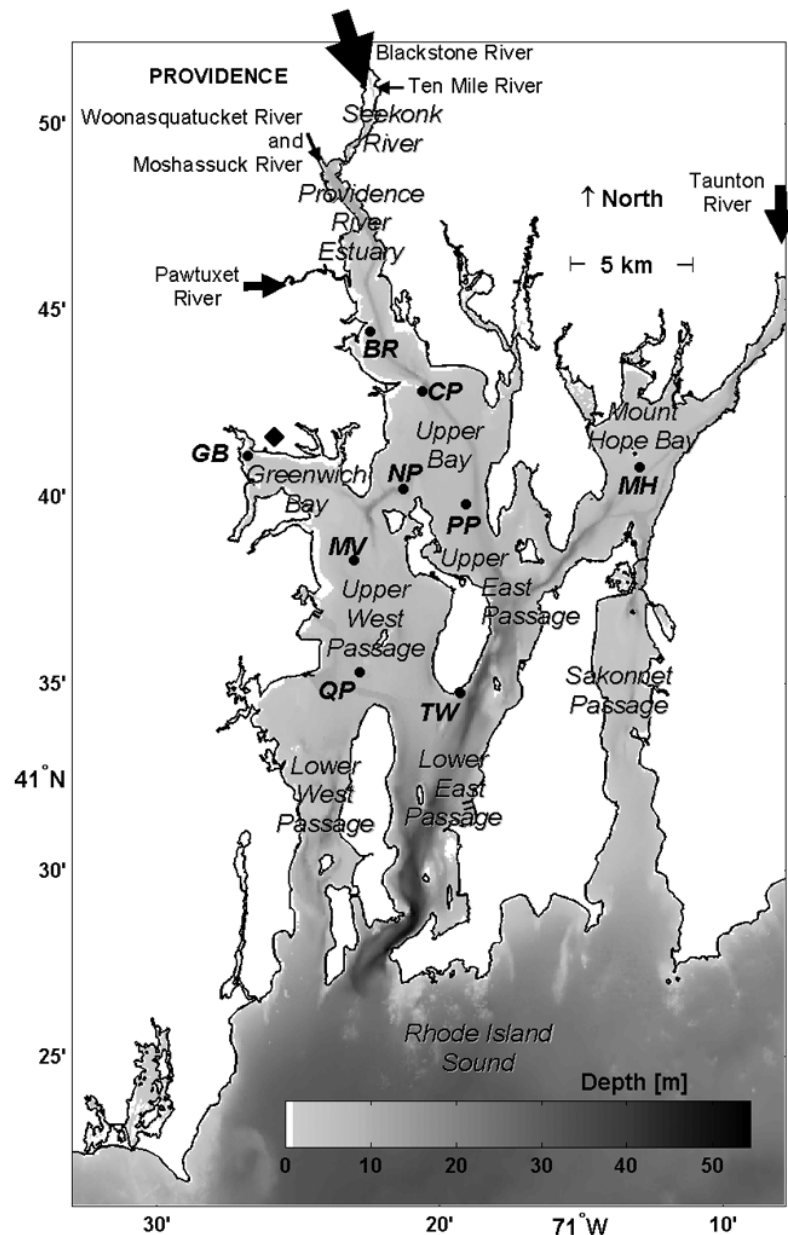 Blackstone River
PROVIDENCE
Ten Mile River
Woonasquatucket River
and
Moshassuck River
Seekonk
River
50'
Providence
River
Estuary
↑ North
Taunton
River
5 km
Pawtuxet
River
45'
BR
CP
Upper
Bay
Mount
Hope Bay
GB
Greenwich
Bay
NP
MH
40'
PP
MV
Upper
East
Passage
Upper
West
Passage
Sakonnet
Passage
35'
QP
TW
41°N
Lower
West
Passage
Lower
East
Passage
30'
25'
Rhode Island
Sound
Depth [m]
0 10 20 30 40 50
30' 20' 71°W 10'